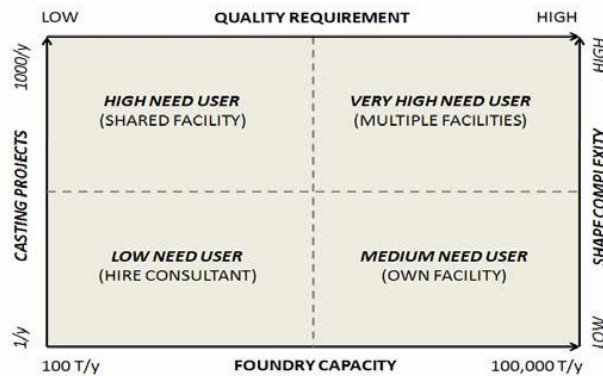 LOW QUALITY REQUIREMENT HIGH
1000/y
HIGH
HIGH NEED USER
(SHARED FACILITY)
VERY HIGH NEED USER
(MULTIPLE FACILITIES)
CASTING PROJECTS
SHAPE COMPLEXITY
LOW NEED USER
(HIRE CONSULTANT)
MEDIUM NEED USER
(OWN FACILITY)
1/y
LOW
100 T/y FOUNDRY CAPACITY 100,000 T/y